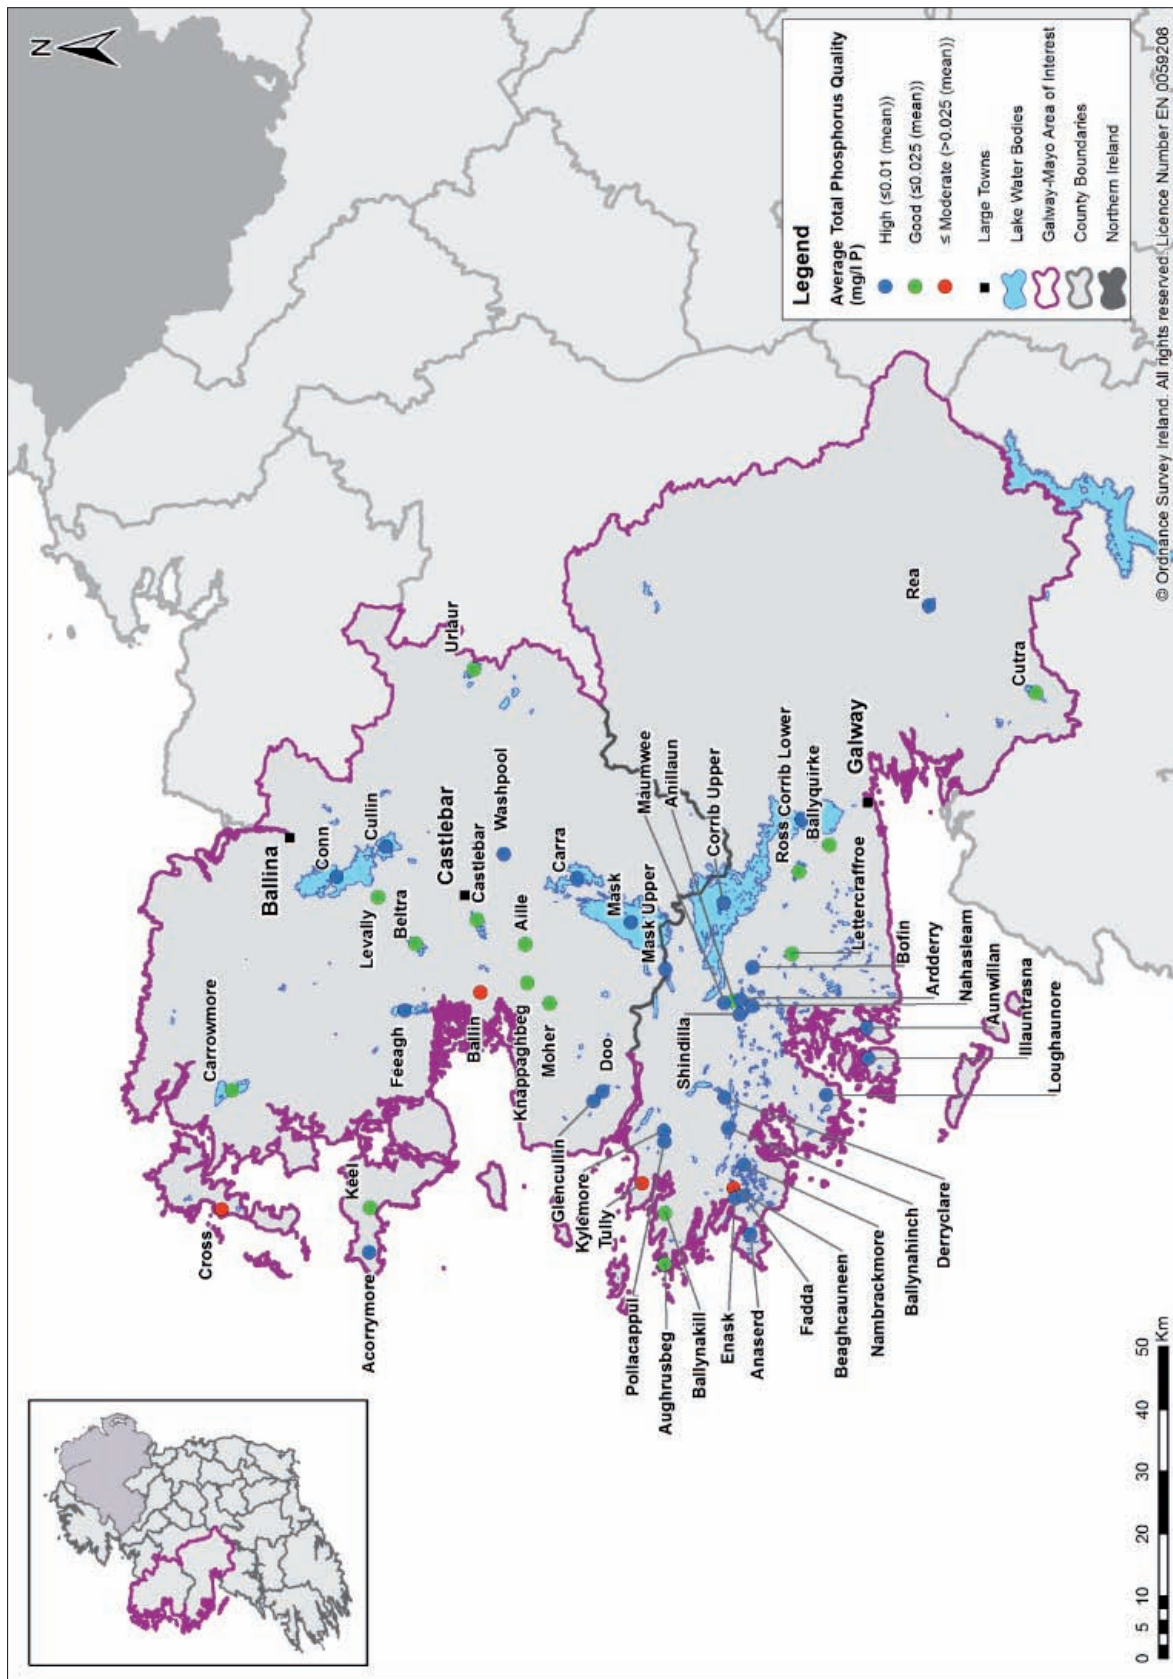 N
Legend
Average Total Phosphorus Quality
(mg/l P)
High (≤0.01 (mean))
Good (≤0.025 (mean))
≤ Moderate (>0.025 (mean))
Large Towns
Lake Water Bodies
Galway-Mayo Area of Interest
County Boundaries
Northern Ireland
Cross
Carrowmore
Ballina
Conn
Cullin
Acorrymore
Keel
Feeagh
Levally
Beltra
Castlebar
Castlebar
Ballin
Urlaur
Washpool
Knappaghbeg
Aille
Moher
Carra
Glencullin
Doo
Mask
Mask Upper
Kylemore
Tully
Pollacappul
Aughrusbeg
Ballynakill
Enask
Anaserd
Fadda
Beaghcauneen
Nambrackmore
Ballynahinch
Derryclare
Shindilla
Maumwee
Anillaun
Corrib Upper
Ross
Corrib Lower
Ballyquirke
Galway
Lettercraffroe
Bofin
Ardderry
Nahasleam
Aunwillan
Illauntrasna
Loughaunore
Rea
Cutra
0 5 10 20 30 40 50
Km
© Ordnance Survey Ireland. All rights reserved. Licence Number EN 0059208